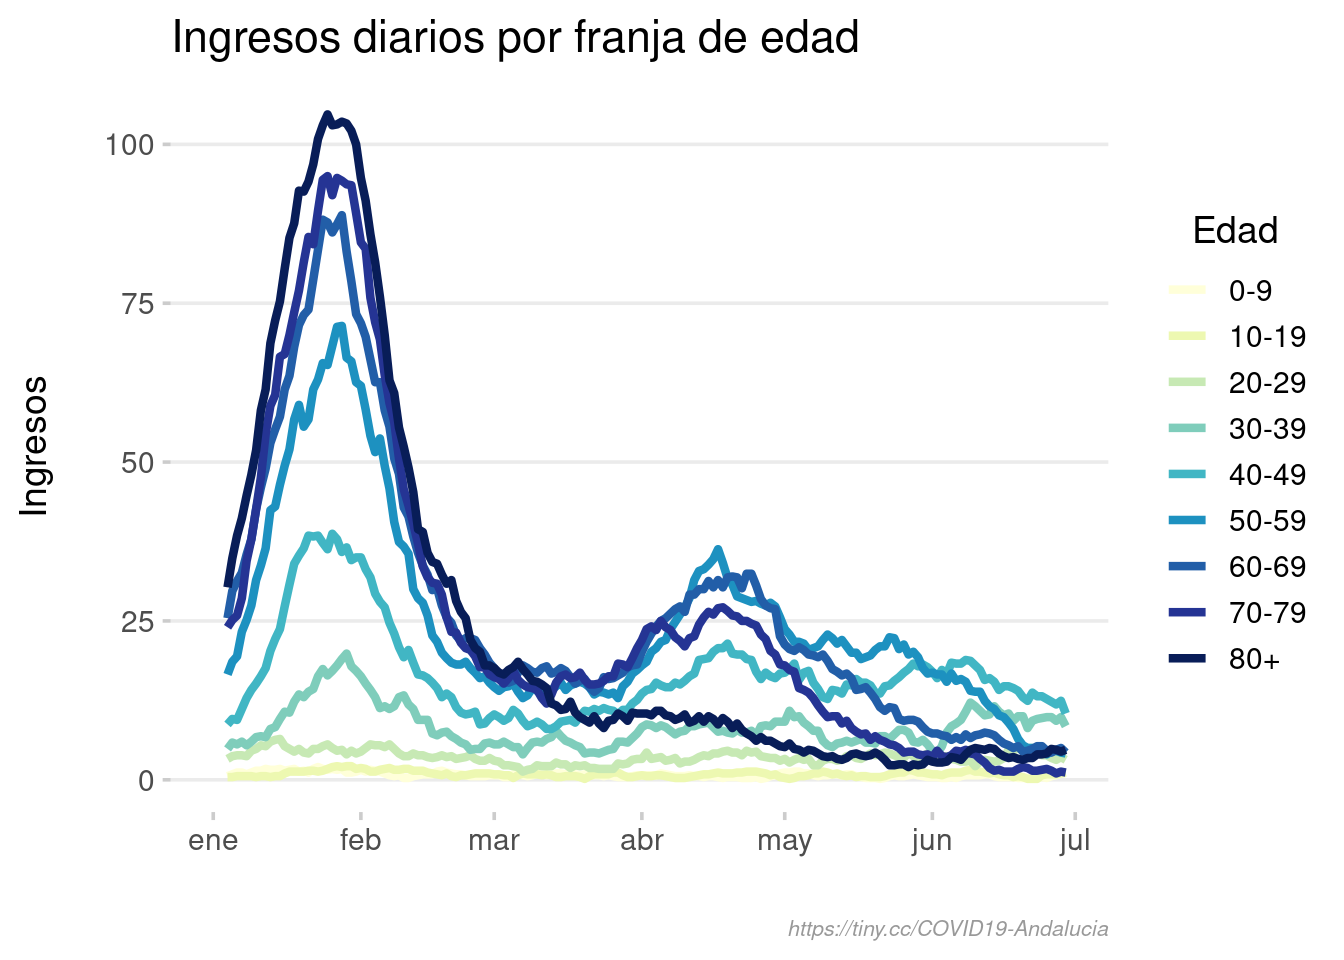 Ingresos diarios por franja de edad
Ingresos
100
75
50
25
0
ene feb mar abr may jun jul
Edad
0-9
10-19
20-29
30-39
40-49
50-59
60-69
70-79
80+
https://tiny.cc/COVID19-Andalucia